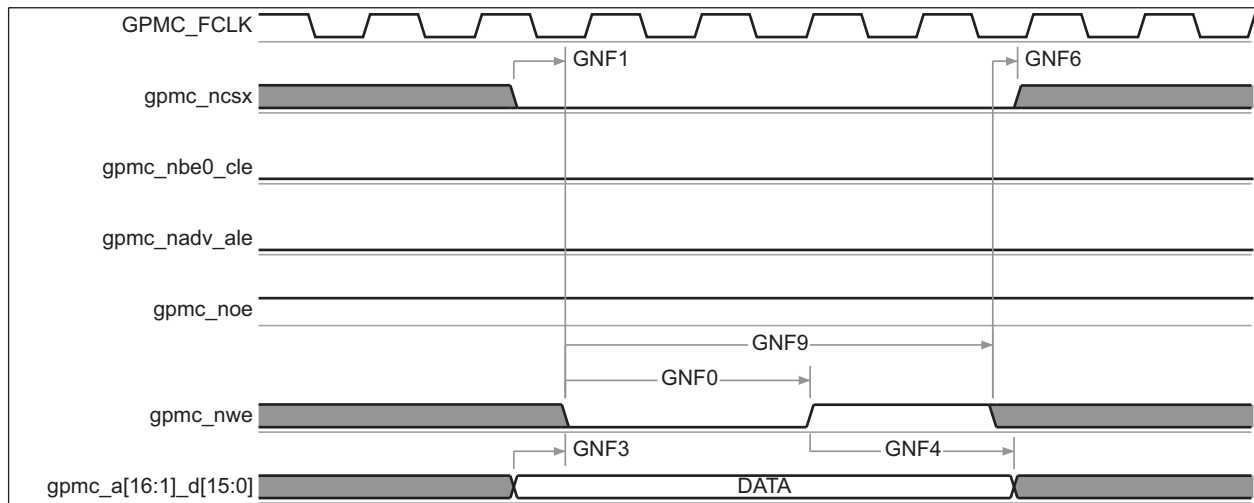 GPMC_FCLK
GNF1
GNF6
gpmc_ncsx
gpmc_nbe0_cle
gpmc_nadv_ale
gpmc_noe
GNF9
GNF0
gpmc_nwe
GNF3
GNF4
gpmc_a[16:1]_d[15:0]
DATA